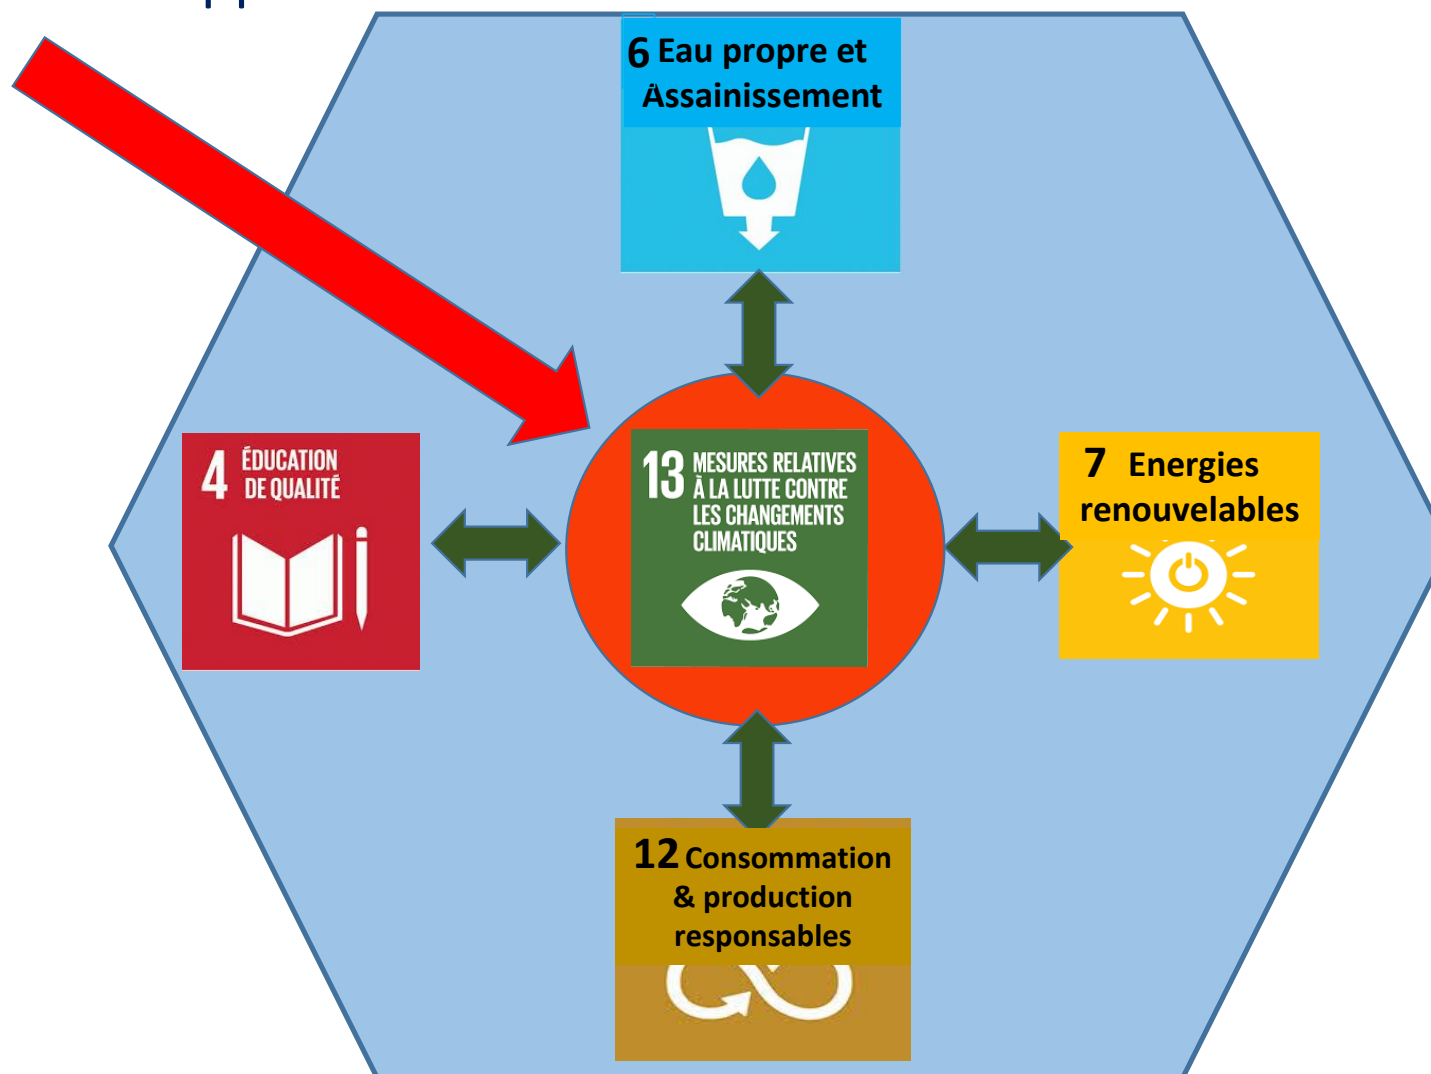 6 Eau propre et
Assainissement
4 ÉDUCATION
DE QUALITÉ
13 MESURES RELATIVES
À LA LUTTE CONTRE
LES CHANGEMENTS
CLIMATIQUES
7 Energies
renouvelables
12 Consommation
& production
responsables